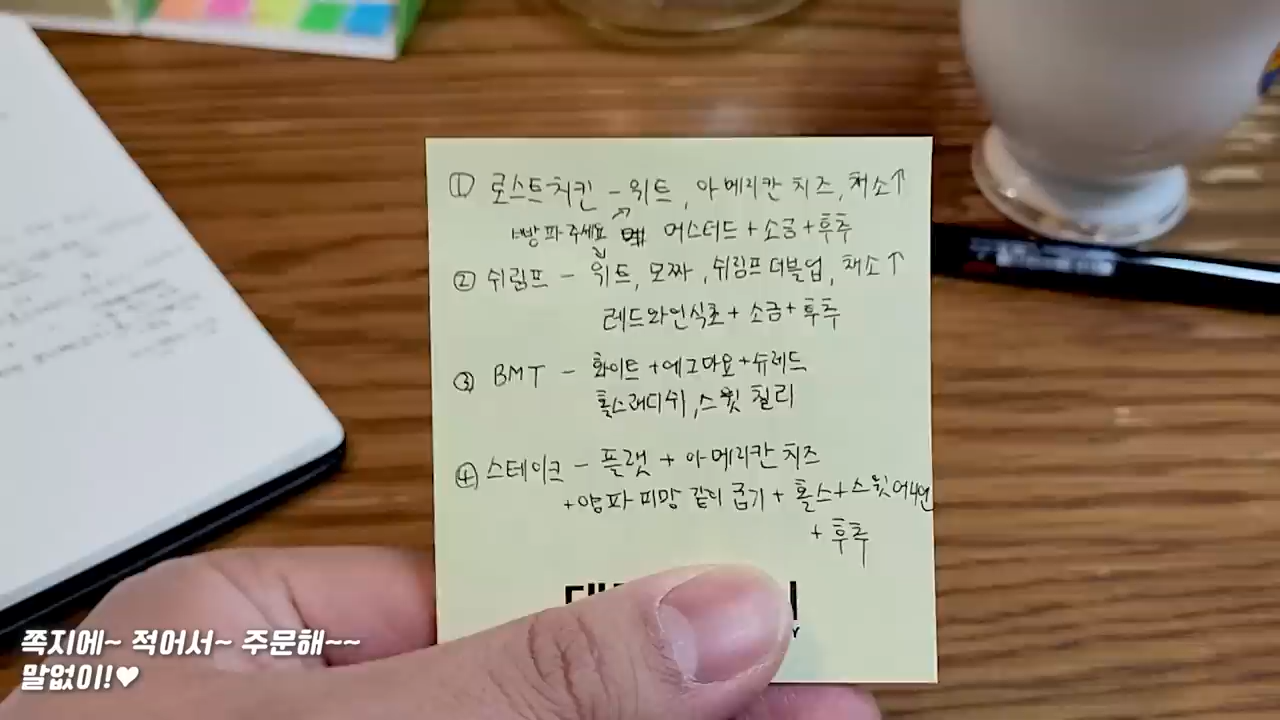 ① 로스트치킨 - 위트, 아메리칸 치즈, 채소↑
빵 파주세요 머스터드 + 소금 + 후추
② 쉬림프 - 위트, 모짜, 쉬림프 더블업, 채소↑
레드와인식초 + 소금 + 후추
③ BMT - 화이트 + 에그마요 + 슈레드
홀스래디쉬, 스윗 칠리
④ 스테이크 - 플랫 + 아메리칸 치즈
+ 양파 피망 같이 굽기 + 홀스 + 스윗어니언
+ 후추
쪽지에~ 적어서~ 주문해~~
말없이!♥